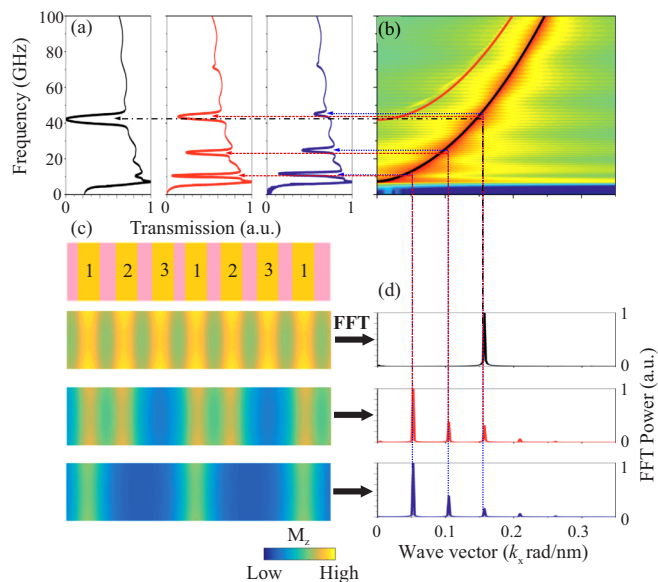 (a)
(b)
Frequency (GHz)
100
80
60
40
20
0
0 1
0 1
0 1
Transmission (a.u.)
(c)
1 2 3 1 2 3 1
FFT
(d)
1
0
1
0
1
0
FFT Power (a.u.)
0 0.1 0.2 0.3
Wave vector (kx rad/nm)
Mz
Low High